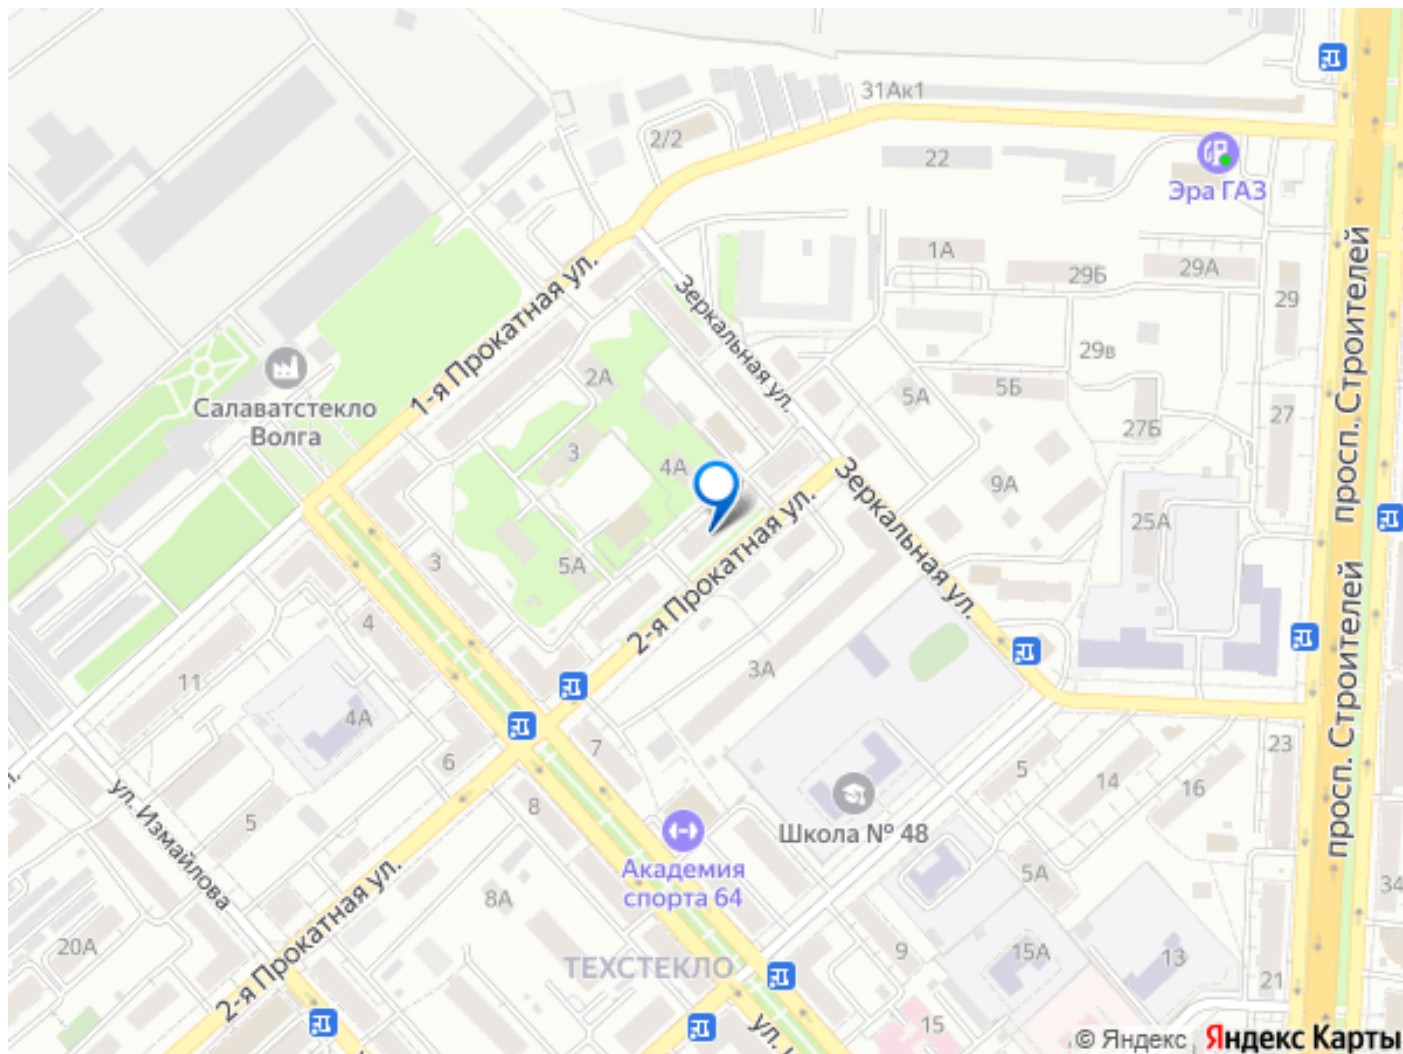 31Ак1
2/2
22
Эра ГАЗ
1А
29Б
29А
29
1-я Прокатная ул.
Зеркальная ул.
просп. Строителей
29в
2А
5А
5Б
27
27Б
Салаватстекло
Волга
3
4А
9А
25А
Зеркальная ул.
2-я Прокатная ул.
3
5А
4
просп. Строителей
11
3А
4А
6
7
5
14
16
23
8
5
ул. Измайлова
Школа № 48
Академия
спорта 64
8А
5А
34
2-я Прокатная ул.
20А
ТЕХСТЕКЛО
9
15А
13
21
15
ул.
© Яндекс
Яндекс Карты